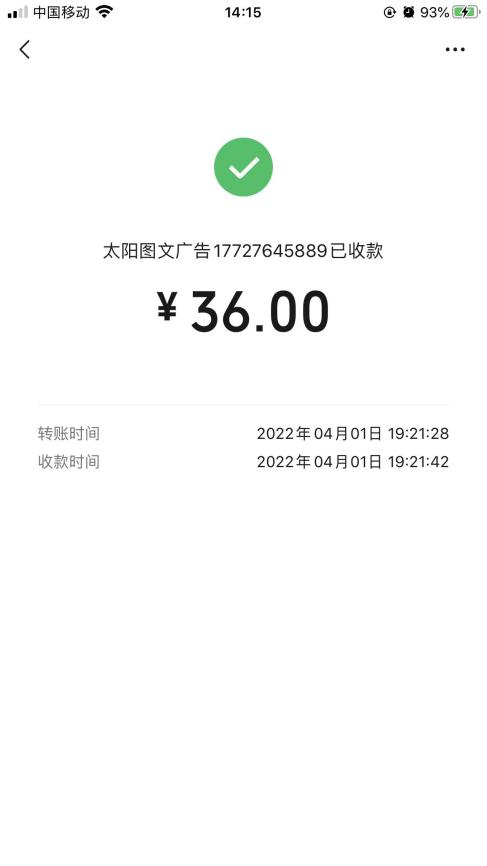 中国移动 14:15 93%
太阳图文广告17727645889已收款
¥ 36.00
转账时间 2022年04月01日 19:21:28
收款时间 2022年04月01日 19:21:42